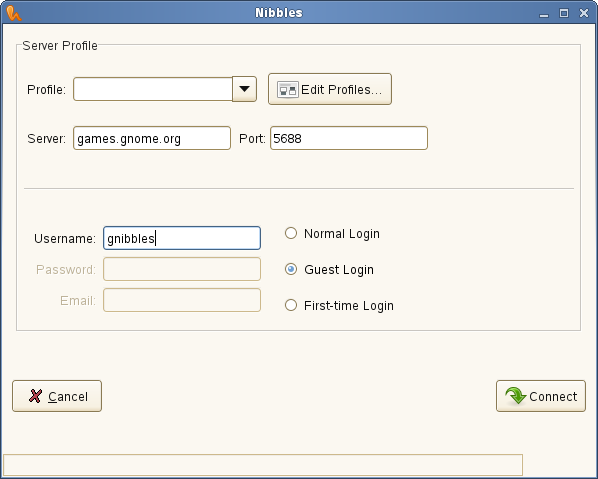 Nibbles
Server Profile
Profile:
Edit Profiles...
Server: games.gnome.org Port: 5688
Username: gnibbles
Normal Login
Password:
Guest Login
Email:
First-time Login
Cancel
Connect